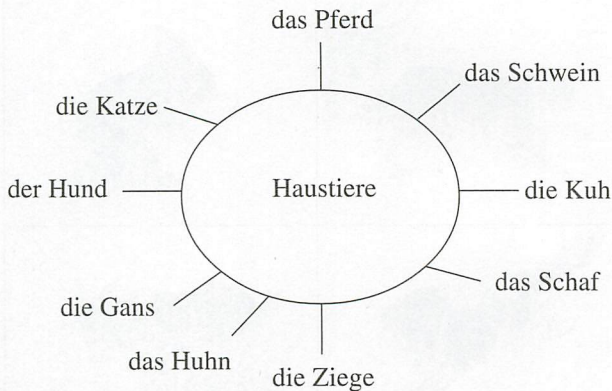 das Pferd
das Schwein
die Katze
der Hund
Haustiere
die Kuh
das Schaf
die Gans
das Huhn
die Ziege